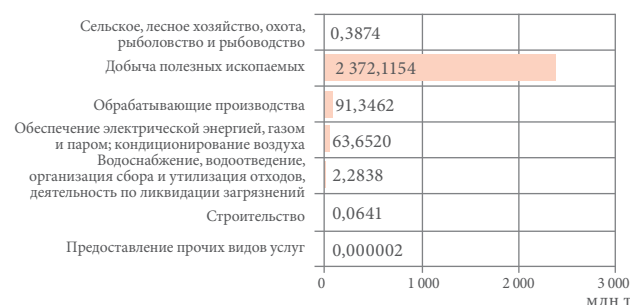 Сельское, лесное хозяйство, охота,
рыболовство и рыбоводство
0,3874
Добыча полезных ископаемых
2 372,1154
Обрабатывающие производства
91,3462
Обеспечение электрической энергией, газом
и паром; кондиционирование воздуха
63,6520
Водоснабжение, водоотведение,
организация сбора и утилизация отходов,
деятельность по ликвидации загрязнений
2,2838
Строительство
0,0641
Предоставление прочих видов услуг
0,000002
0 1 000 2 000 3 000
млн т